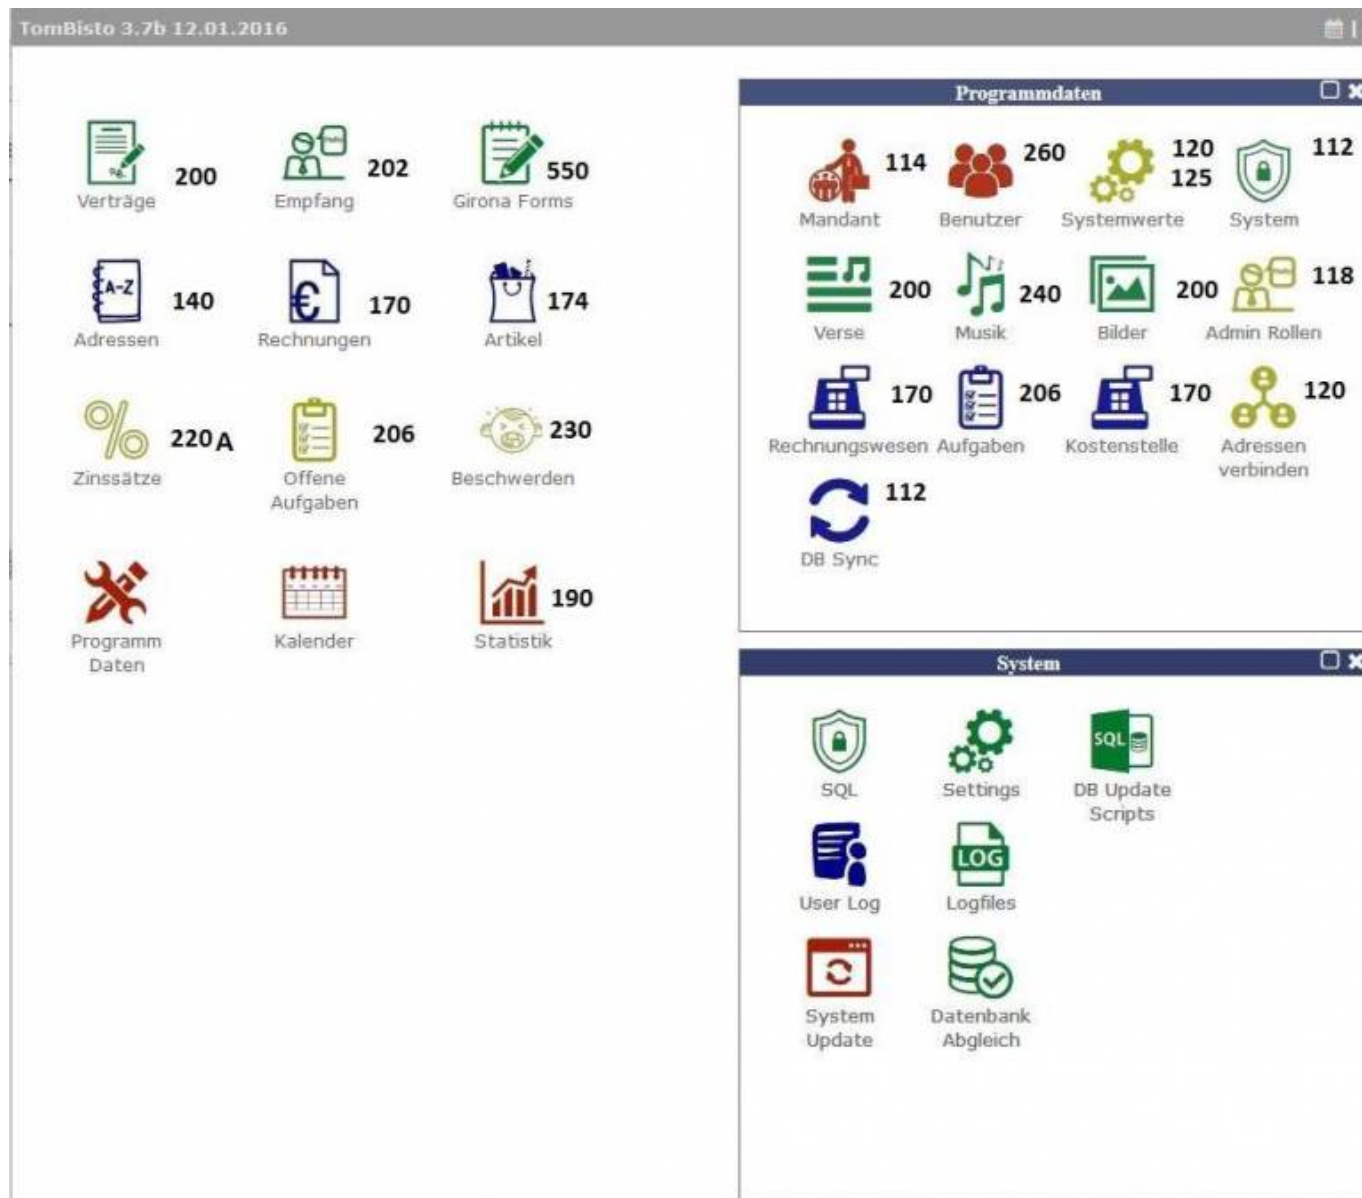 TomBisto 3.7b 12.01.2016
200
202
550
Verträge
Empfang
Girona Forms
A-Z
140
170
174
Adressen
Rechnungen
Artikel
220 A
206
230
Zinssätze
Offene
Aufgaben
Beschwerden
190
Programm
Daten
Kalender
Statistik
Programmdaten
114
260
120
125
112
Mandant
Benutzer
Systemwerte
System
200
240
200
118
Verse
Musik
Bilder
Admin Rollen
170
206
170
120
Rechnungswesen
Aufgaben
Kostenstelle
Adressen
verbinden
112
DB Sync
System
SQL
SQL
Settings
DB Update
Scripts
LOG
User Log
Logfiles
System
Update
Datenbank
Abgleich